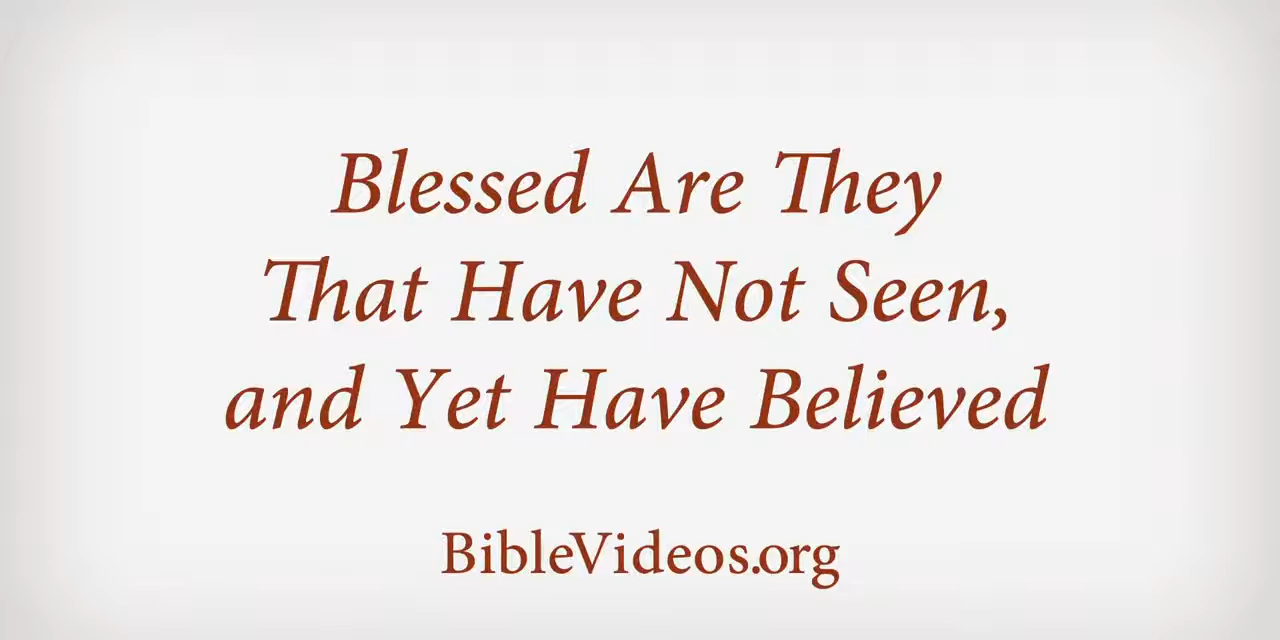 Blessed Are They
That Have Not Seen,
and Yet Have Believed
BibleVideos.org